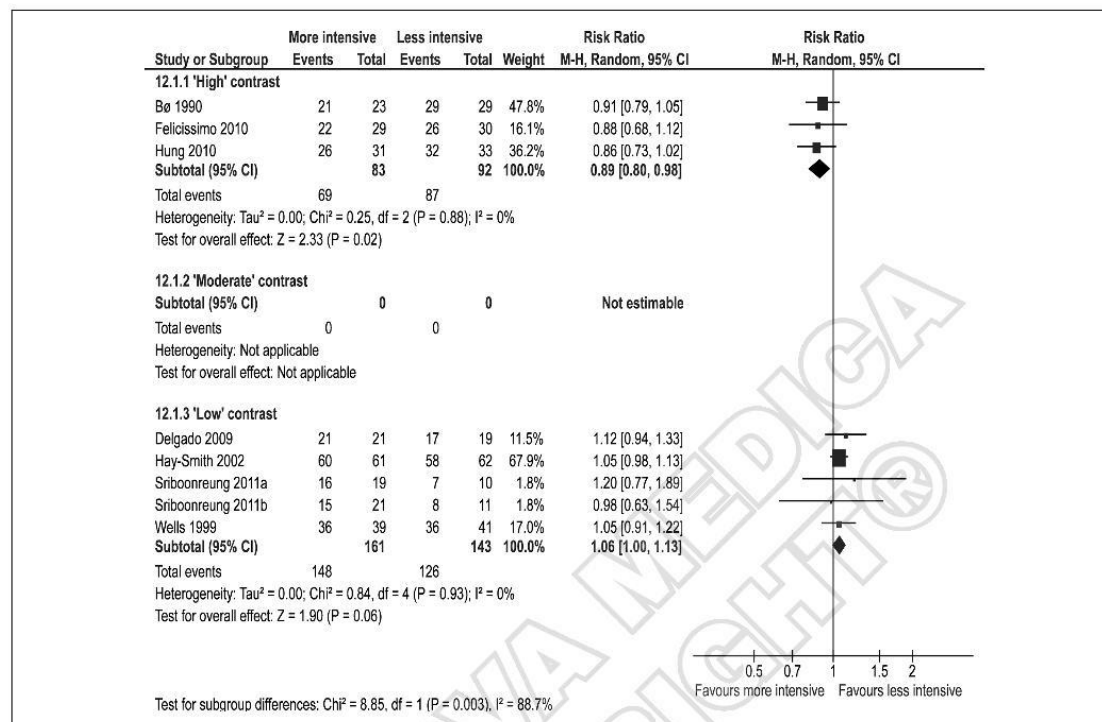 More intensive Less intensive Risk Ratio Risk Ratio
Study or Subgroup Events Total Events Total Weight M-H, Random, 95% CI M-H, Random, 95% CI
12.1.1 'High' contrast
Bø 1990 21 23 29 29 47.8% 0.91 [0.79, 1.05]
Felicissimo 2010 22 29 26 30 16.1% 0.88 [0.68, 1.12]
Hung 2010 26 31 32 33 36.2% 0.86 [0.73, 1.02]
Subtotal (95% CI) 83 92 100.0% 0.89 [0.80, 0.98]
Total events 69 87
Heterogeneity: Tau² = 0.00; Chi² = 0.25, df = 2 (P = 0.88); I² = 0%
Test for overall effect: Z = 2.33 (P = 0.02)
12.1.2 'Moderate' contrast
Subtotal (95% CI) 0 0 Not estimable
Total events 0 0
Heterogeneity: Not applicable
Test for overall effect: Not applicable
12.1.3 'Low' contrast
Delgado 2009 21 21 17 19 11.5% 1.12 [0.94, 1.33]
Hay-Smith 2002 60 61 58 62 67.9% 1.05 [0.98, 1.13]
Sriboonreung 2011a 16 19 7 10 1.8% 1.20 [0.77, 1.89]
Sriboonreung 2011b 15 21 8 11 1.8% 0.98 [0.63, 1.54]
Wells 1999 36 39 36 41 17.0% 1.05 [0.91, 1.22]
Subtotal (95% CI) 161 143 100.0% 1.06 [1.00, 1.13]
Total events 148 126
Heterogeneity: Tau² = 0.00; Chi² = 0.84, df = 4 (P = 0.93); I² = 0%
Test for overall effect: Z = 1.90 (P = 0.06)
0.5 0.7 1 1.5 2
Favours more intensive Favours less intensive
Test for subgroup differences: Chi² = 8.85, df = 1 (P = 0.003), I² = 88.7%
VA MEDICA
RIGHT®